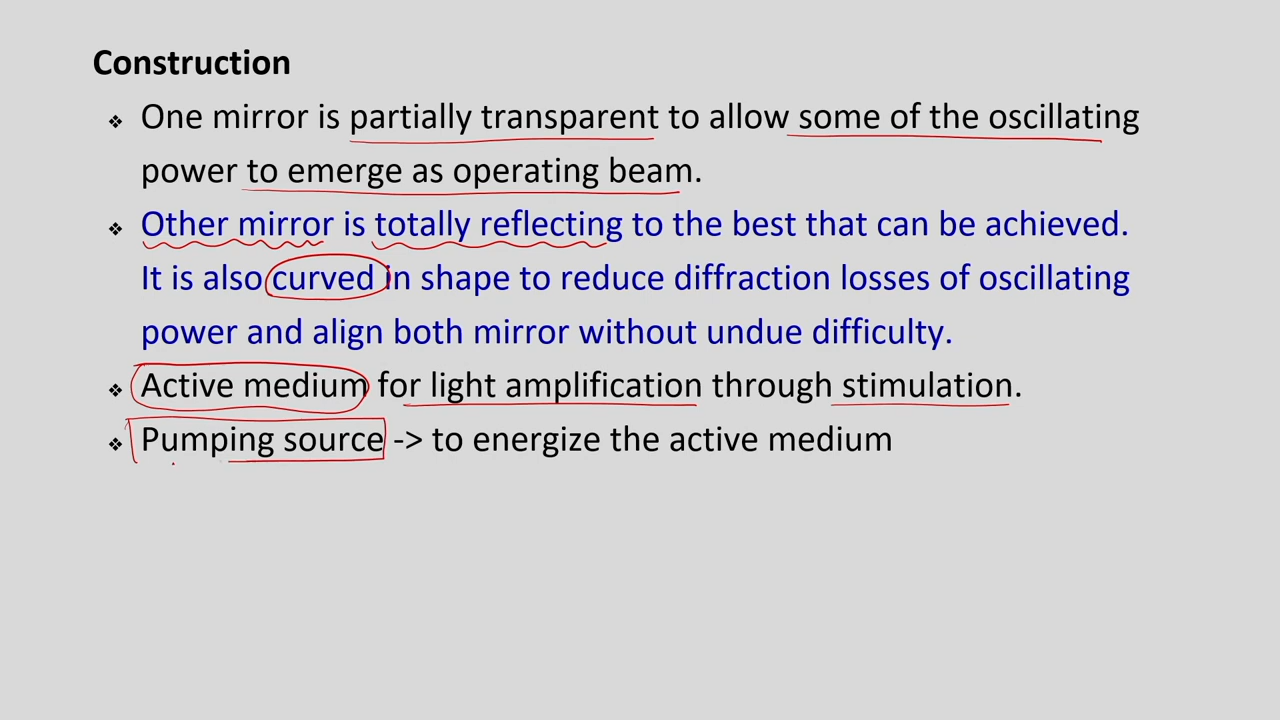 Construction
❖ One mirror is partially transparent to allow some of the oscillating
power to emerge as operating beam.
❖ Other mirror is totally reflecting to the best that can be achieved.
It is also curved in shape to reduce diffraction losses of oscillating
power and align both mirror without undue difficulty.
❖ Active medium for light amplification through stimulation.
❖ Pumping source -> to energize the active medium